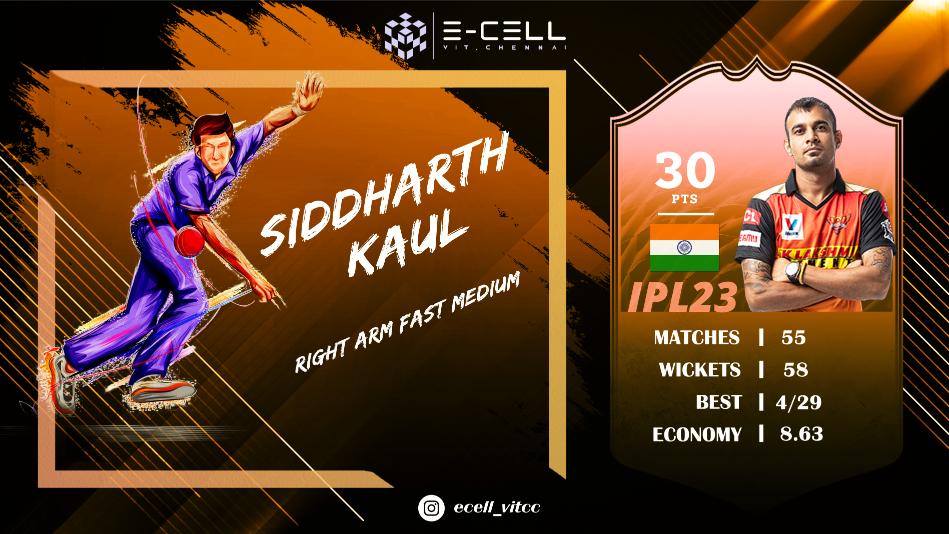 E-CELL
VIT, CHENNAI
SIDDHARTH
KAUL
RIGHT ARM FAST MEDIUM
30
PTS
IPL23
MATCHES | 55
WICKETS | 58
BEST | 4/29
ECONOMY | 8.63
ecell_vitcc